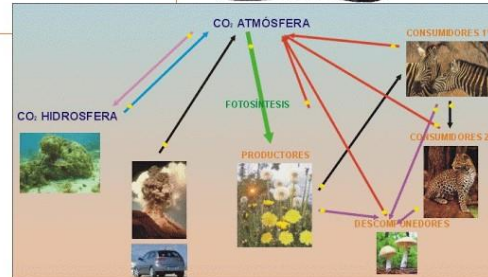 CO₂ ATMÓSFERA
CONSUMIDORES 1
FOTOSÍNTESIS
CO₂ HIDROSFERA
PRODUCTORES
CONSUMIDORES 2
DESCOMPONEDORES